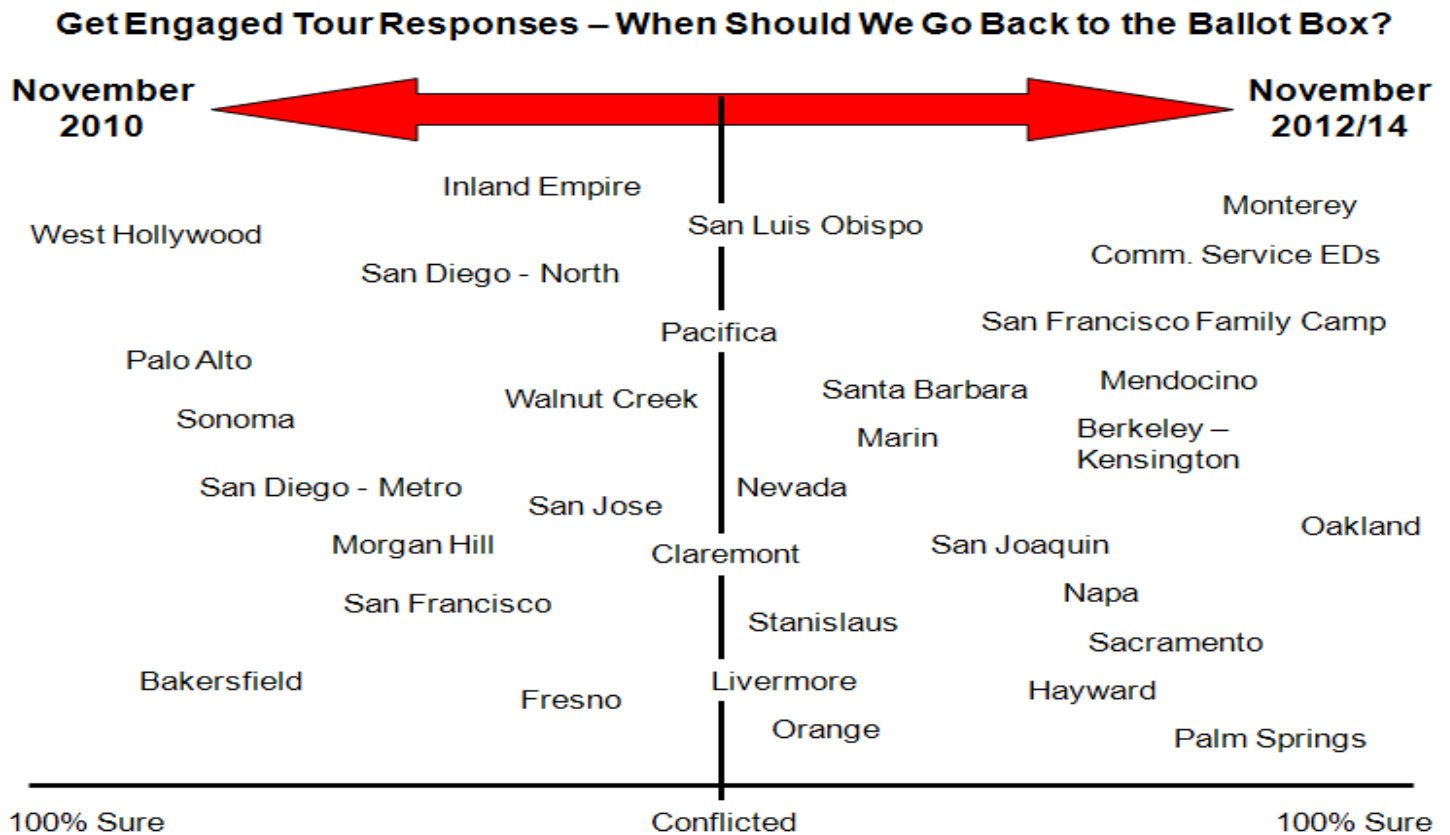 Get Engaged Tour Responses – When Should We Go Back to the Ballot Box?
November
2010
November
2012/14
Inland Empire
Monterey
San Luis Obispo
West Hollywood
Comm. Service EDs
San Diego - North
San Francisco Family Camp
Pacifica
Palo Alto
Mendocino
Santa Barbara
Walnut Creek
Sonoma
Berkeley –
Kensington
Marin
San Diego - Metro
Nevada
San Jose
Oakland
Morgan Hill
San Joaquin
Claremont
Napa
San Francisco
Stanislaus
Sacramento
Bakersfield
Livermore
Hayward
Fresno
Orange
Palm Springs
100% Sure
Conflicted
100% Sure